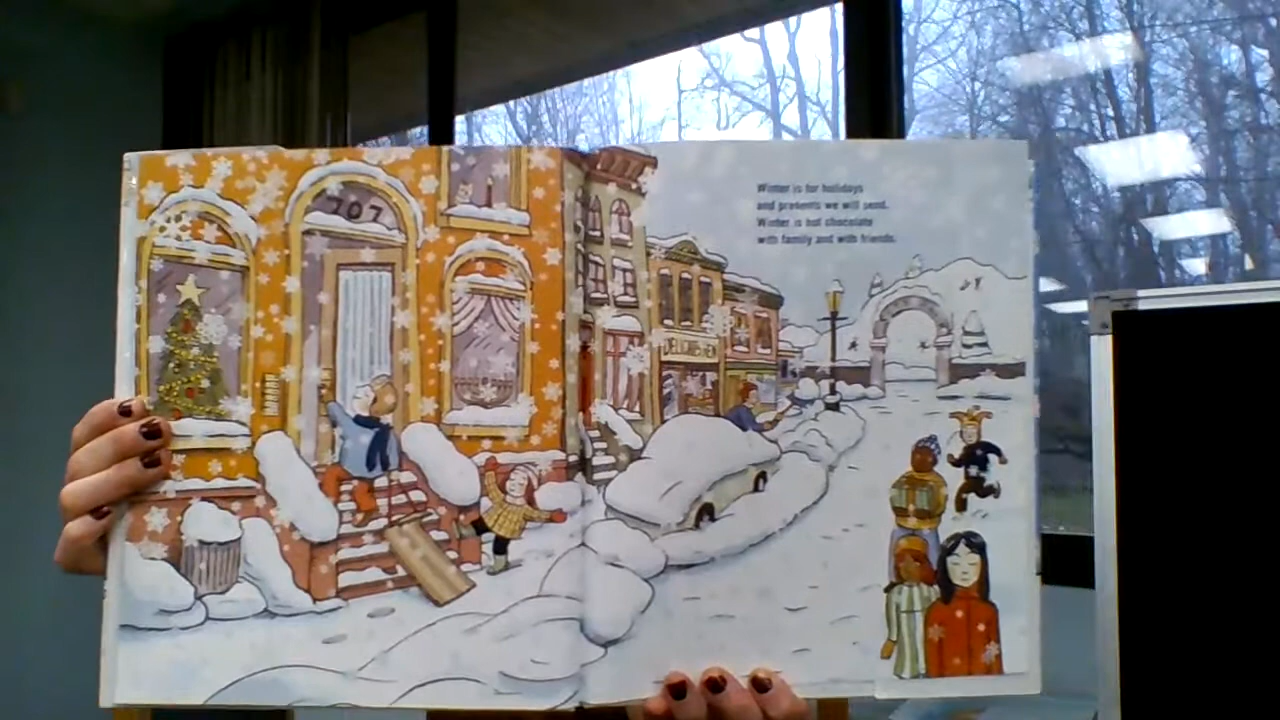 707
DELICATESSEN
Winter is for holidays
and presents we will send.
Winter is hot chocolate
with family and with friends.